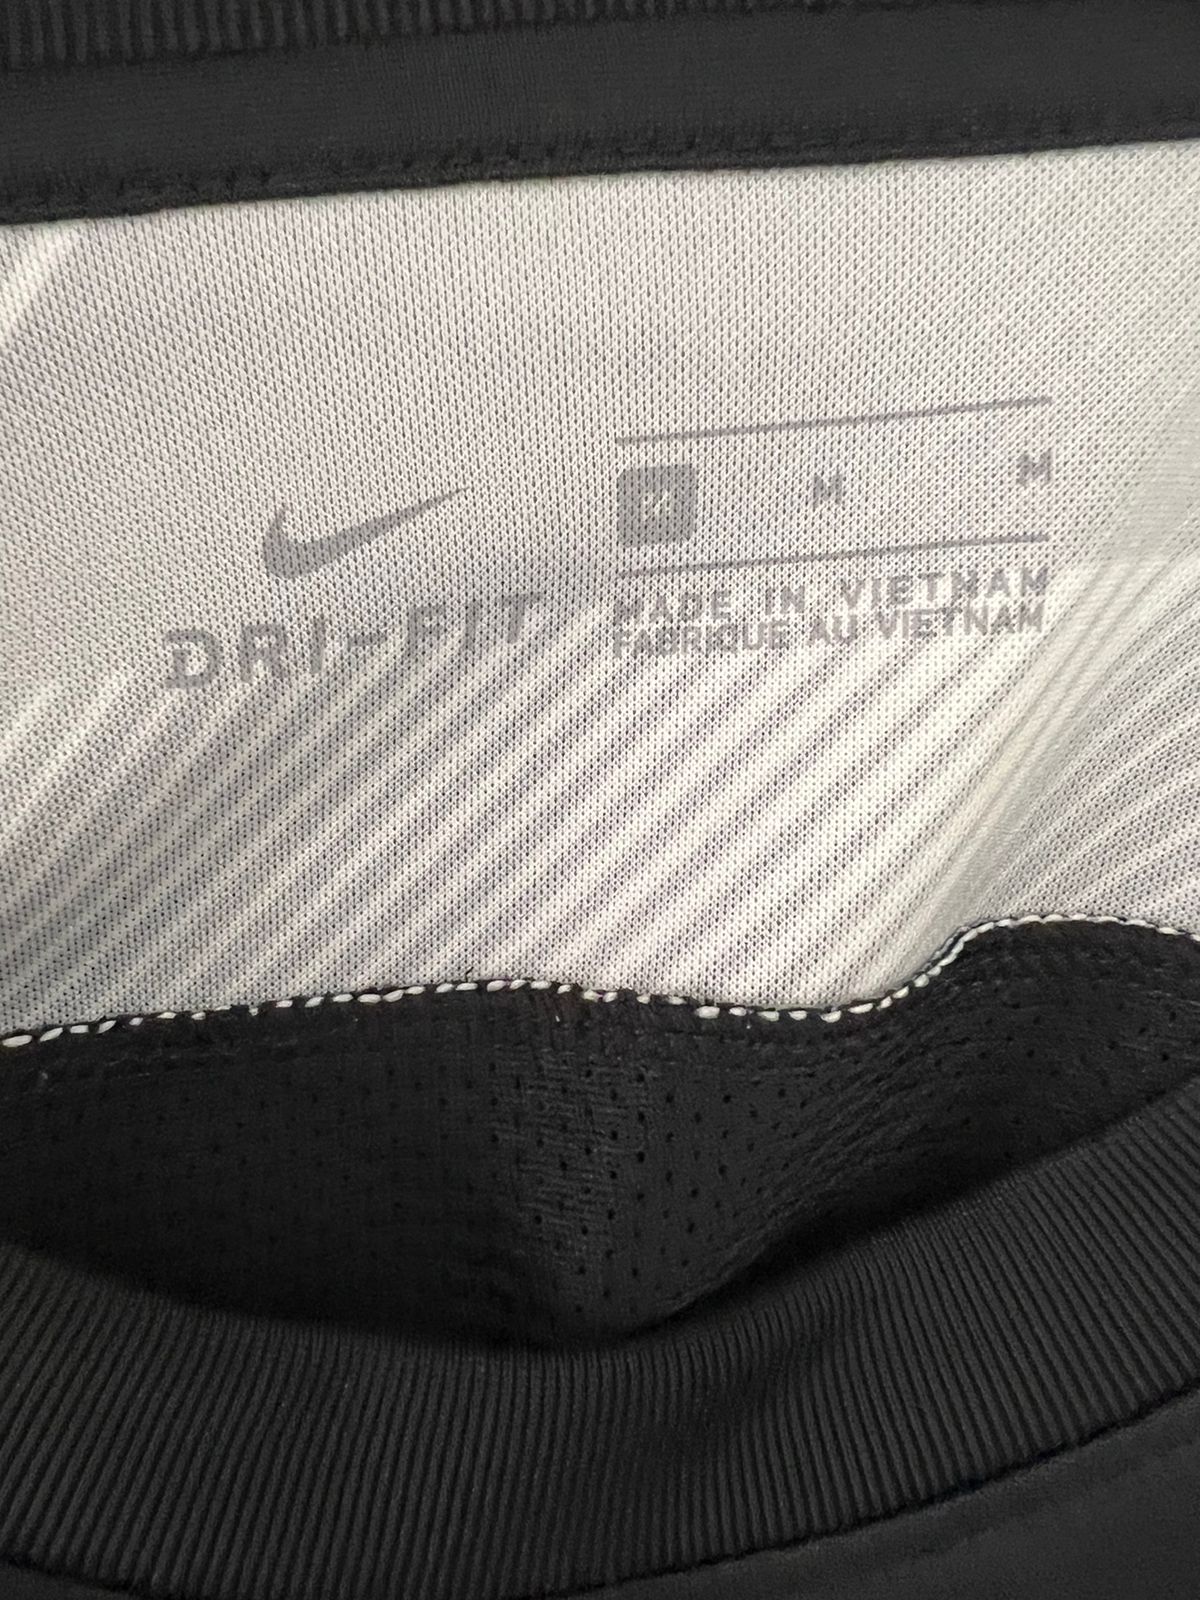 DRI-FIT
M M M
MADE IN VIETNAM
FABRIQUE AU VIETNAM